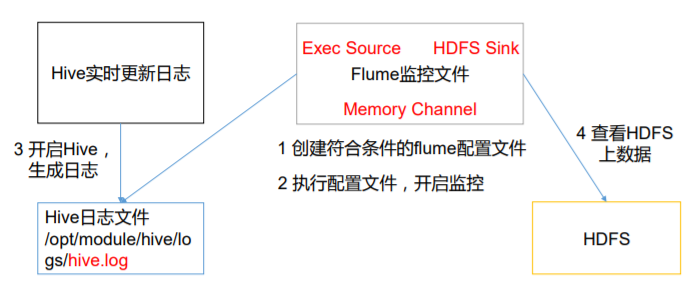 Hive实时更新日志
Exec Source HDFS Sink
Flume监控文件
Memory Channel
3 开启Hive，
生成日志
1 创建符合条件的flume配置文件
2 执行配置文件，开启监控
4 查看HDFS
上数据
Hive日志文件
/opt/module/hive/lo
gs/hive.log
HDFS